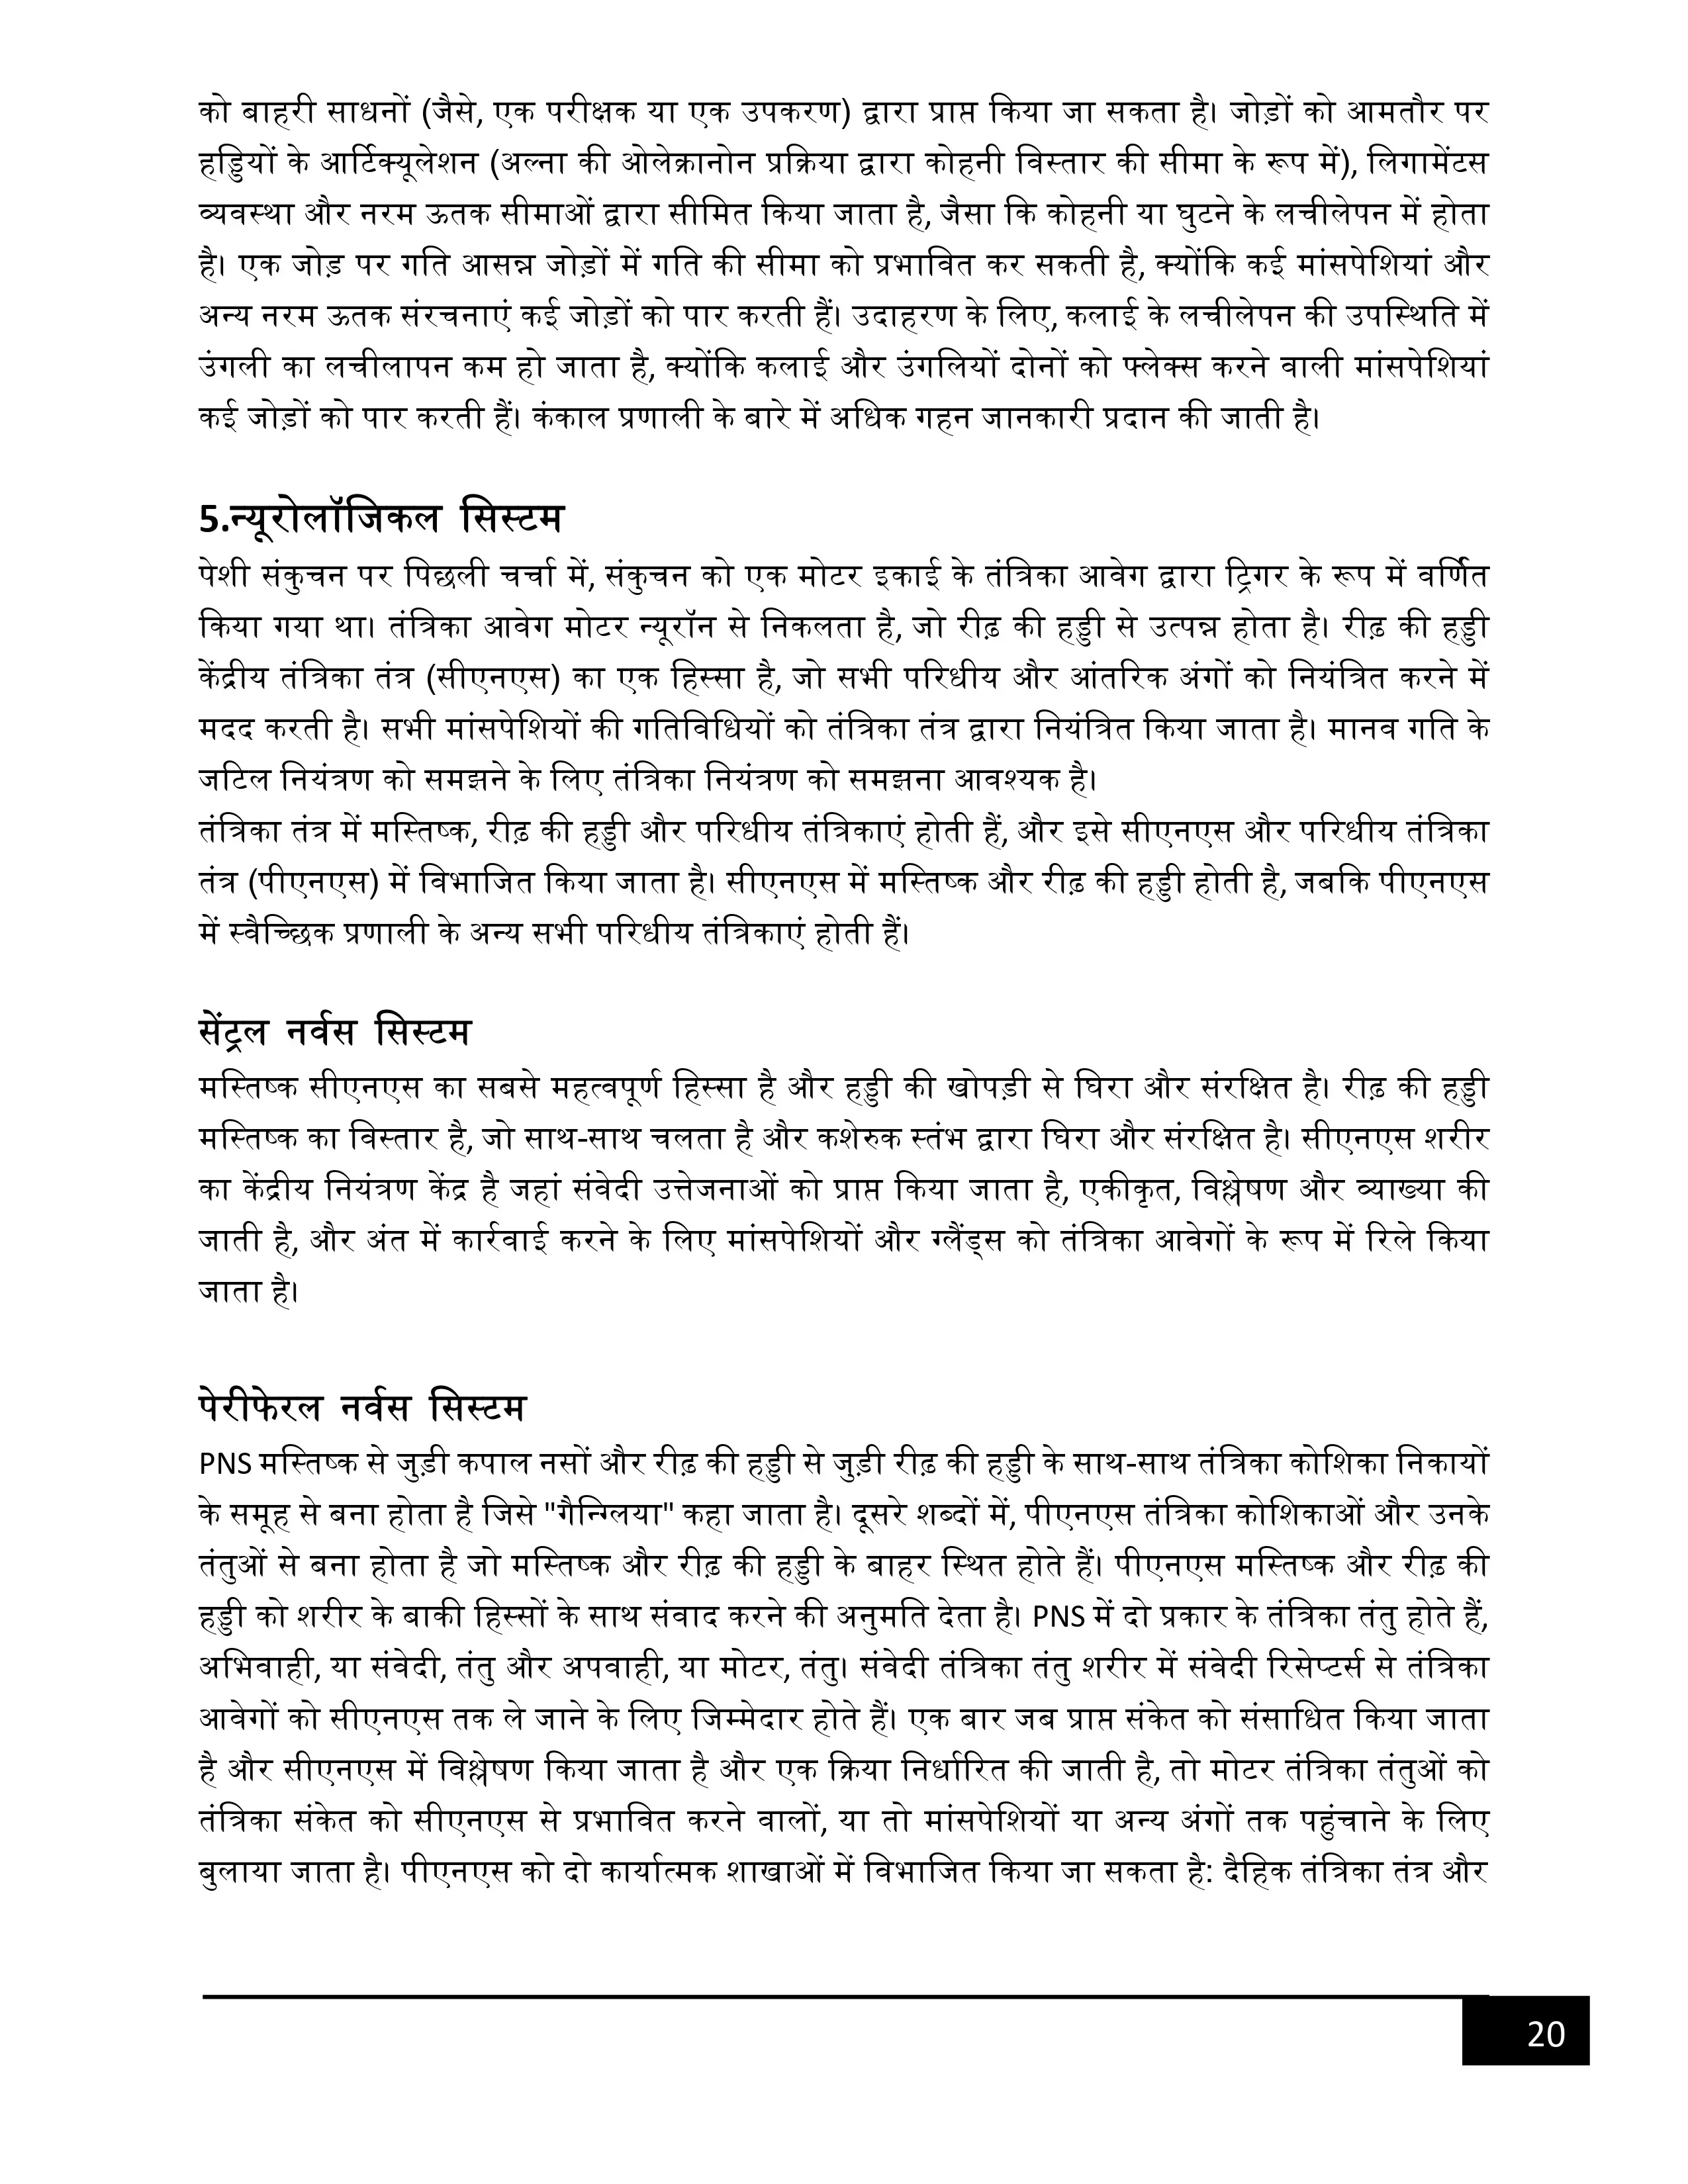 को बाहरी साधनों (जैसे, एक परीक्षक या एक उपकरण) द्वारा प्राप्त किया जा सकता है। जोड़ों को आमतौर पर
हड्डियों के आर्टिक्यूलेशन (अल्ना की ओलेक्रानोन प्रक्रिया द्वारा कोहनी विस्तार की सीमा के रूप में), लिगामेंटस
व्यवस्था और नरम ऊतक सीमाओं द्वारा सीमित किया जाता है, जैसा कि कोहनी या घुटने के लचीलेपन में होता
है। एक जोड़ पर गति आसन्न जोड़ों में गति की सीमा को प्रभावित कर सकती है, क्योंकि कई मांसपेशियां और
अन्य नरम ऊतक संरचनाएं कई जोड़ों को पार करती हैं। उदाहरण के लिए, कलाई के लचीलेपन की उपस्थिति में
उंगली का लचीलापन कम हो जाता है, क्योंकि कलाई और उंगलियों दोनों को फ्लेक्स करने वाली मांसपेशियां
कई जोड़ों को पार करती हैं। कंकाल प्रणाली के बारे में अधिक गहन जानकारी प्रदान की जाती है।
5.न्यूरोलॉजिकल सिस्टम
पेशी संकुचन पर पिछली चर्चा में, संकुचन को एक मोटर इकाई के तंत्रिका आवेग द्वारा ट्रिगर के रूप में वर्णित
किया गया था। तंत्रिका आवेग मोटर न्यूरॉन से निकलता है, जो रीढ़ की हड्डी से उत्पन्न होता है। रीढ़ की हड्डी
केंद्रीय तंत्रिका तंत्र (सीएनएस) का एक हिस्सा है, जो सभी परिधीय और आंतरिक अंगों को नियंत्रित करने में
मदद करती है। सभी मांसपेशियों की गतिविधियों को तंत्रिका तंत्र द्वारा नियंत्रित किया जाता है। मानव गति के
जटिल नियंत्रण को समझने के लिए तंत्रिका नियंत्रण को समझना आवश्यक है।
तंत्रिका तंत्र में मस्तिष्क, रीढ़ की हड्डी और परिधीय तंत्रिकाएं होती हैं, और इसे सीएनएस और परिधीय तंत्रिका
तंत्र (पीएनएस) में विभाजित किया जाता है। सीएनएस में मस्तिष्क और रीढ़ की हड्डी होती है, जबकि पीएनएस
में स्वैच्छिक प्रणाली के अन्य सभी परिधीय तंत्रिकाएं होती हैं।
सेंट्रल नर्वस सिस्टम
मस्तिष्क सीएनएस का सबसे महत्वपूर्ण हिस्सा है और हड्डी की खोपड़ी से घिरा और संरक्षित है। रीढ़ की हड्डी
मस्तिष्क का विस्तार है, जो साथ-साथ चलता है और कशेरुक स्तंभ द्वारा घिरा और संरक्षित है। सीएनएस शरीर
का केंद्रीय नियंत्रण केंद्र है जहां संवेदी उत्तेजनाओं को प्राप्त किया जाता है, एकीकृत, विश्लेषण और व्याख्या की
जाती है, और अंत में कार्रवाई करने के लिए मांसपेशियों और ग्लैंड्स को तंत्रिका आवेगों के रूप में रिले किया
जाता है।
पेरीफेरल नर्वस सिस्टम
PNS मस्तिष्क से जुड़ी कपाल नसों और रीढ़ की हड्डी से जुड़ी रीढ़ की हड्डी के साथ-साथ तंत्रिका कोशिका निकायों
के समूह से बना होता है जिसे "गैन्ग्लिया" कहा जाता है। दूसरे शब्दों में, पीएनएस तंत्रिका कोशिकाओं और उनके
तंतुओं से बना होता है जो मस्तिष्क और रीढ़ की हड्डी के बाहर स्थित होते हैं। पीएनएस मस्तिष्क और रीढ़ की
हड्डी को शरीर के बाकी हिस्सों के साथ संवाद करने की अनुमति देता है। PNS में दो प्रकार के तंत्रिका तंतु होते हैं,
अभिवाही, या संवेदी, तंतु और अपवाही, या मोटर, तंतु। संवेदी तंत्रिका तंतु शरीर में संवेदी रिसेप्टर्स से तंत्रिका
आवेगों को सीएनएस तक ले जाने के लिए जिम्मेदार होते हैं। एक बार जब प्राप्त संकेत को संसाधित किया जाता
है और सीएनएस में विश्लेषण किया जाता है और एक क्रिया निर्धारित की जाती है, तो मोटर तंत्रिका तंतुओं को
तंत्रिका संकेत को सीएनएस से प्रभावित करने वालों, या तो मांसपेशियों या अन्य अंगों तक पहुंचाने के लिए
बुलाया जाता है। पीएनएस को दो कार्यात्मक शाखाओं में विभाजित किया जा सकता है: दैहिक तंत्रिका तंत्र और
20